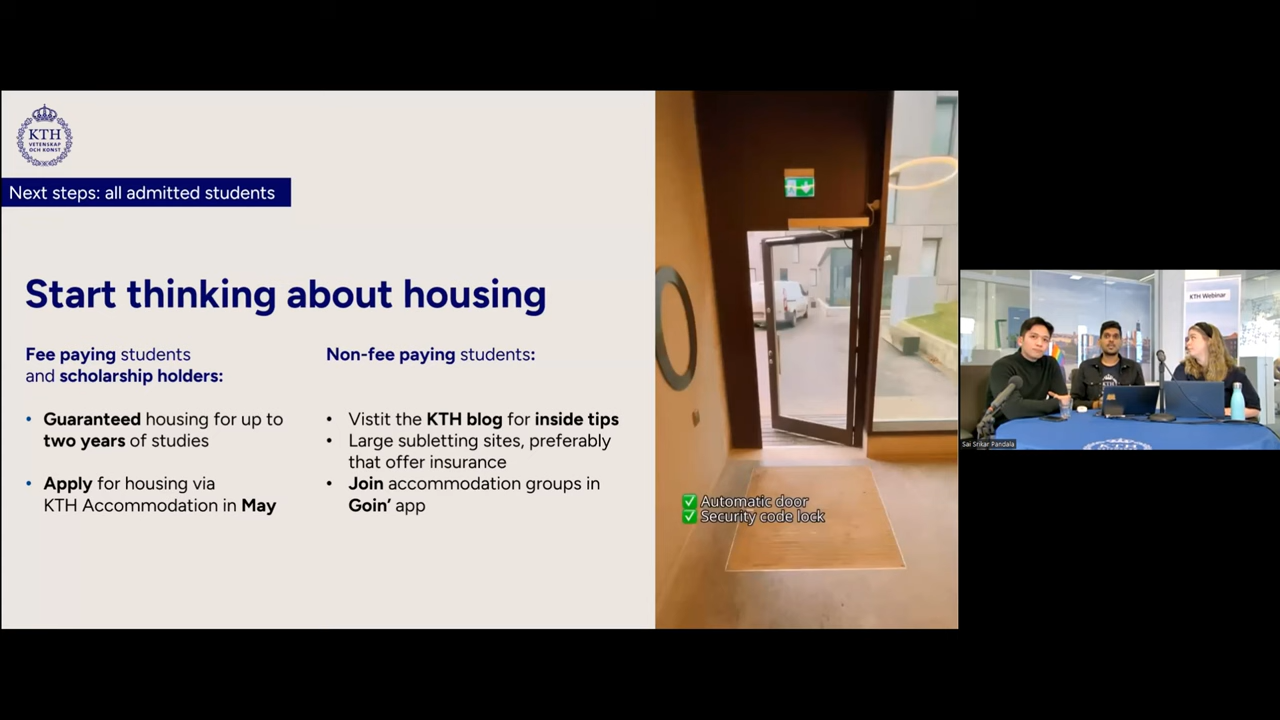 KTH
VETENSKAP
OCH KONST
Next steps: all admitted students
Start thinking about housing
Fee paying students
and scholarship holders:
• Guaranteed housing for up to
two years of studies
• Apply for housing via
KTH Accommodation in May
Non-fee paying students:
• Vistit the KTH blog for inside tips
• Large subletting sites, preferably
that offer insurance
• Join accommodation groups in
Goin’ app
✅ Automatic door
✅ Security code lock
KTH Webinar
KTH
Sai Srikar Pandala